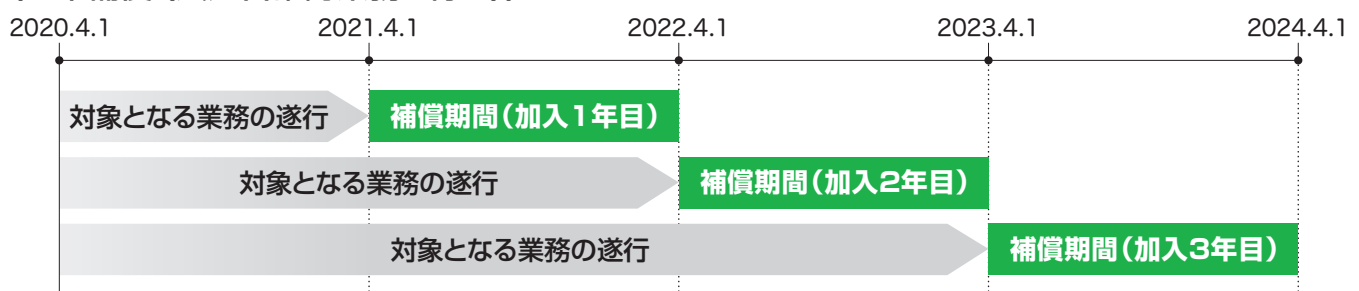 2020.4.1 2021.4.1 2022.4.1 2023.4.1 2024.4.1
対象となる業務の遂行 補償期間(加入1年目)
対象となる業務の遂行 補償期間(加入2年目)
対象となる業務の遂行 補償期間(加入3年目)